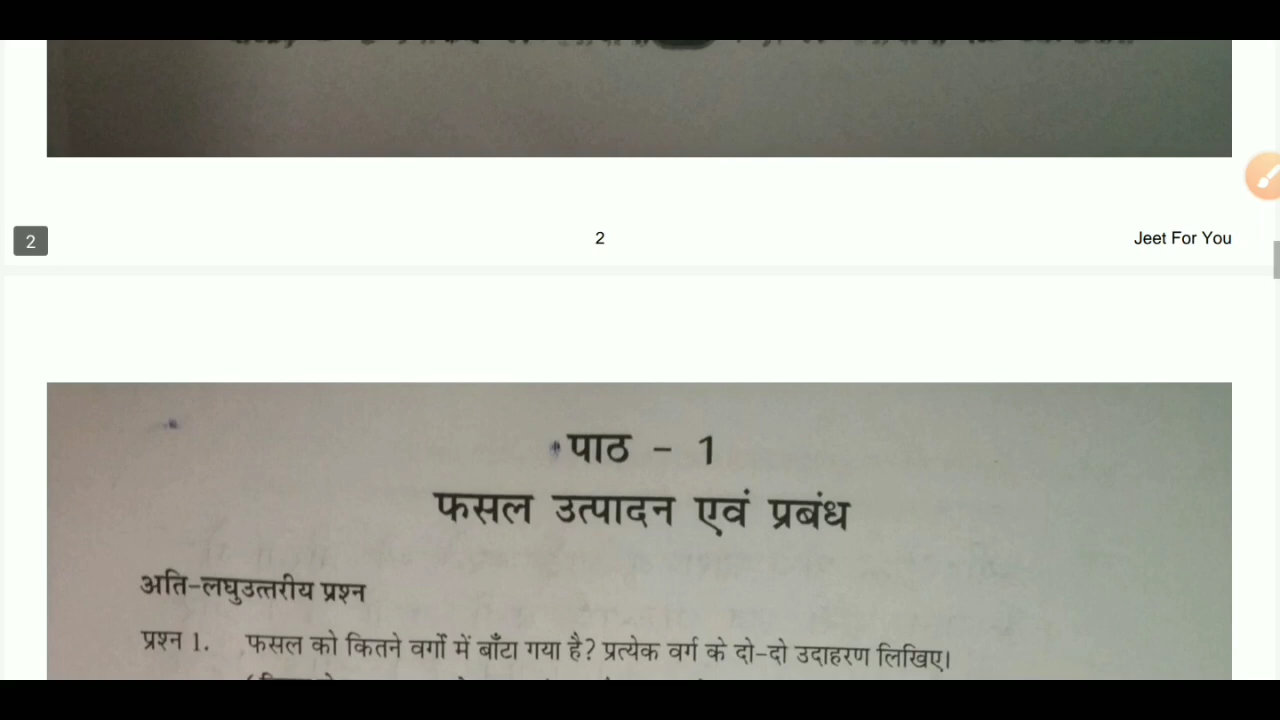 2
2
Jeet For You
पाठ - 1
फसल उत्पादन एवं प्रबंध
अति-लघुउत्तरीय प्रश्न
प्रश्न 1. फसल को कितने वर्गों में बाँटा गया है? प्रत्येक वर्ग के दो-दो उदाहरण लिखिए।